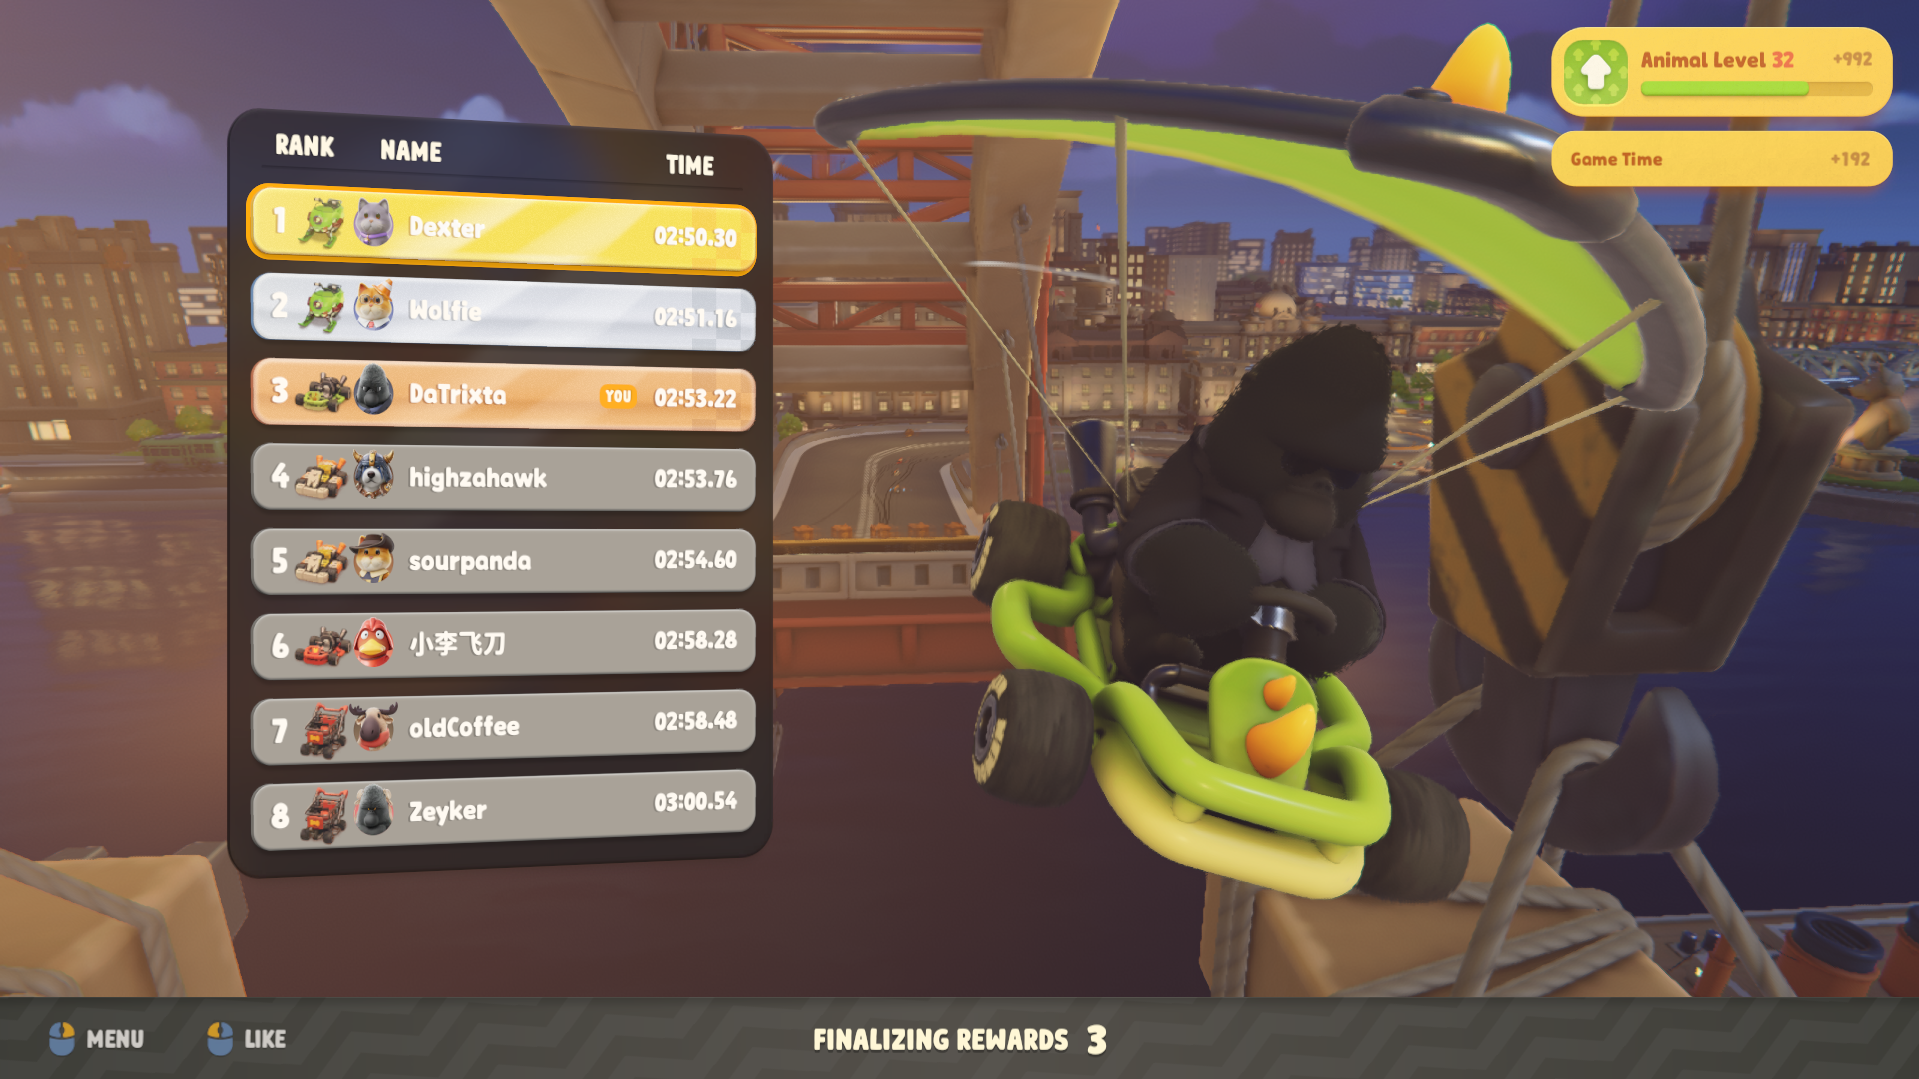 RANK NAME TIME
1 Dexter 02:50.30
2 Wolfie 02:51.16
3 DaTrixta YOU 02:53.22
4 highzahawk 02:53.76
5 sourpanda 02:54.60
6 小李飞刀 02:58.28
7 oldCoffee 02:58.48
8 Zeyker 03:00.54
Animal Level 32 +992
Game Time +192
MENU LIKE FINALIZING REWARDS 3